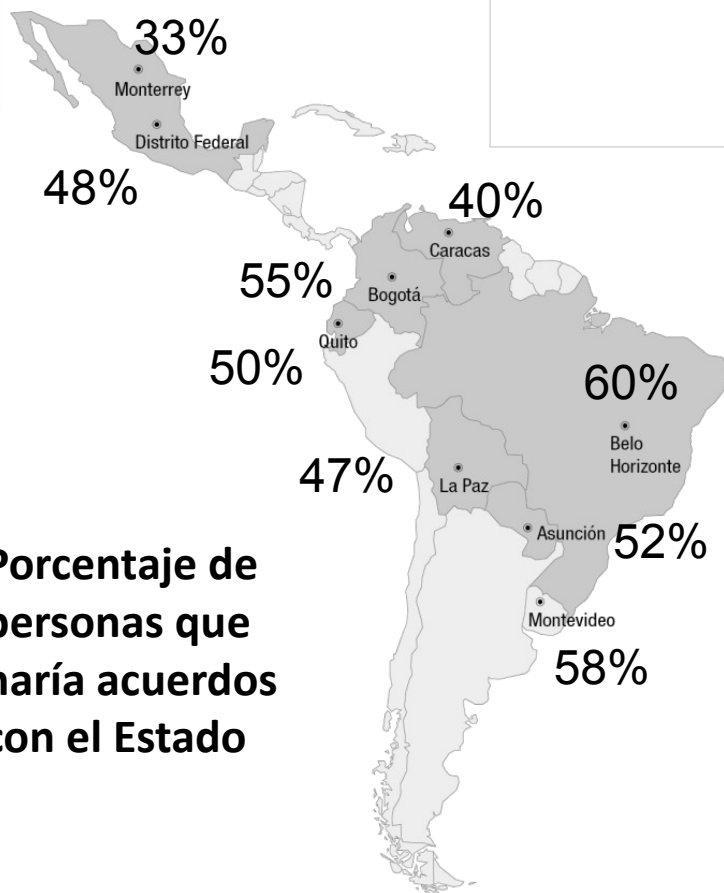 33%
Monterrey
Distrito Federal
48%
40%
Caracas
55%
Bogotá
Quito
50%
60%
Belo
Horizonte
47%
La Paz
Asunción
52%
Montevideo
58%
Porcentaje de
personas que
haría acuerdos
con el Estado